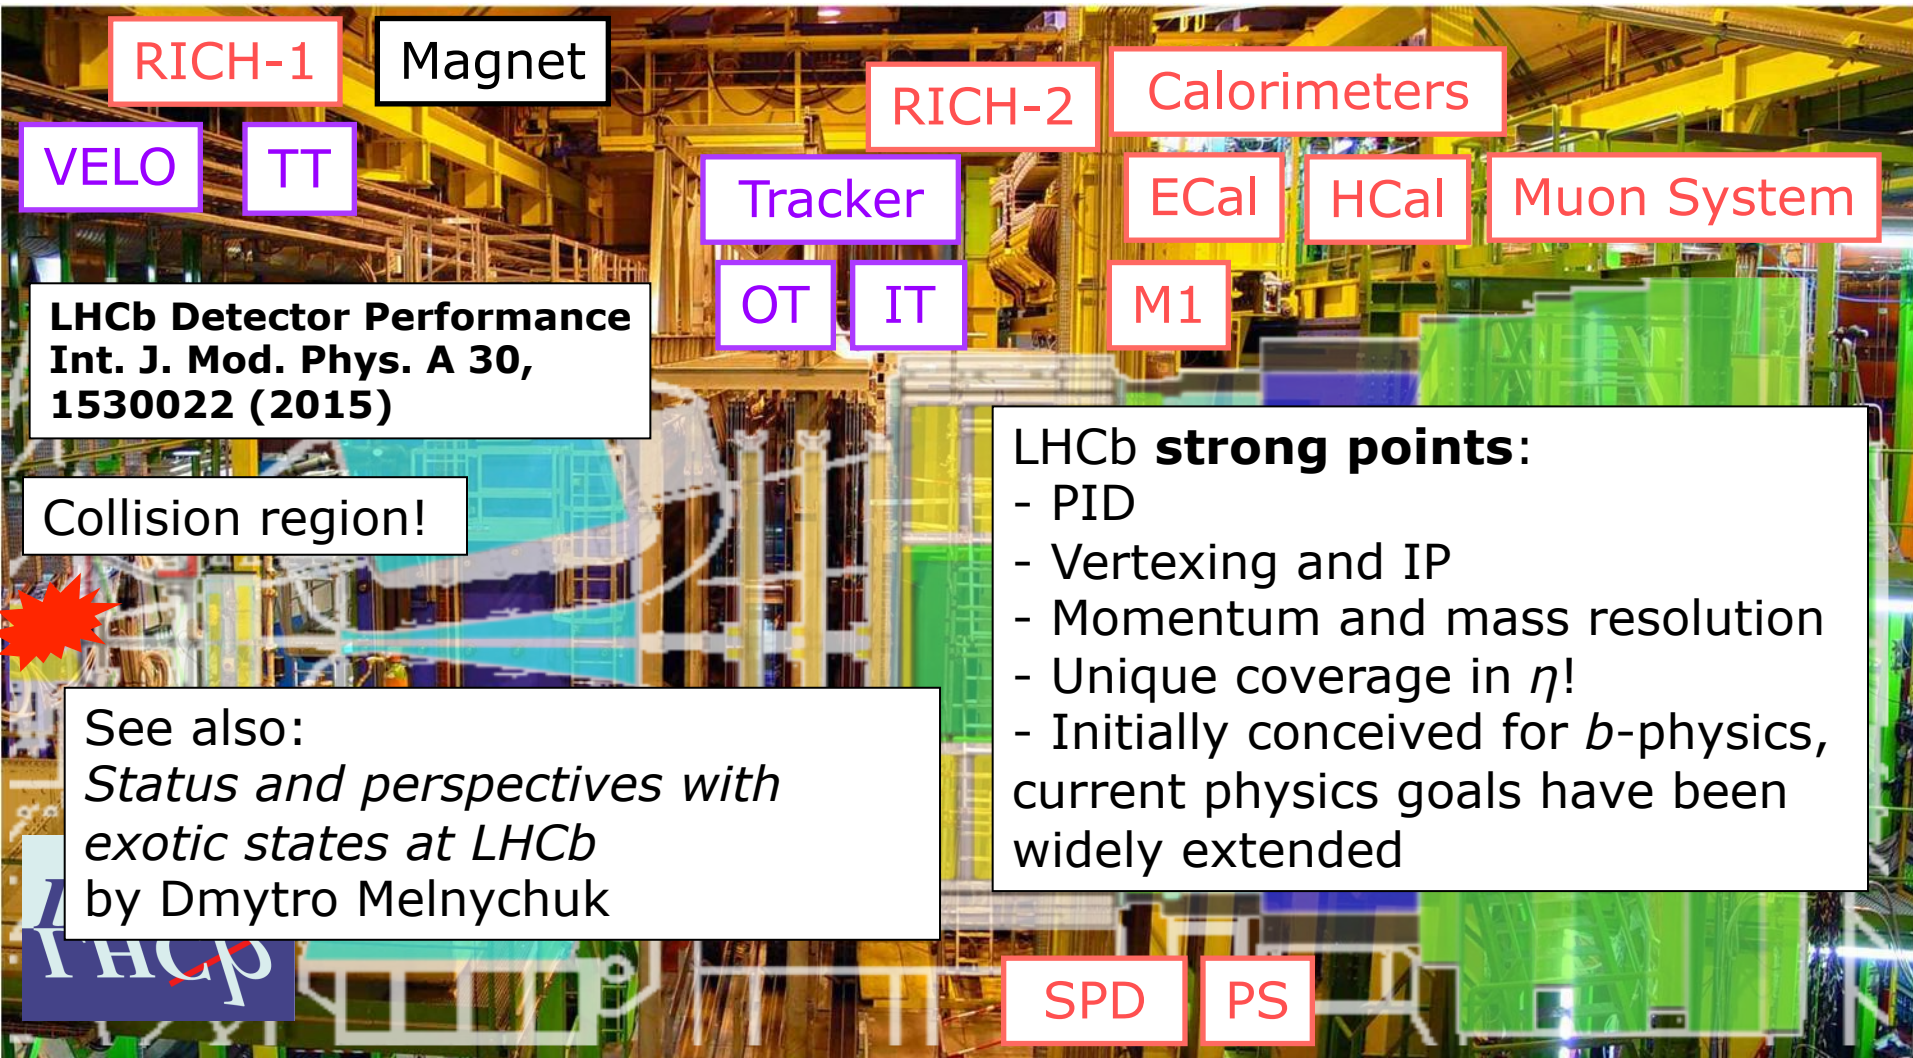 RICH-1
Magnet
RICH-2
Calorimeters
VELO
TT
Tracker
ECal
HCal
Muon System
OT
IT
M1
LHCb Detector Performance
Int. J. Mod. Phys. A 30,
1530022 (2015)
Collision region!
LHCb strong points:
- PID
- Vertexing and IP
- Momentum and mass resolution
- Unique coverage in η!
- Initially conceived for b-physics,
current physics goals have been
widely extended
See also:
Status and perspectives with
exotic states at LHCb
by Dmytro Melnychuk
SPD
PS